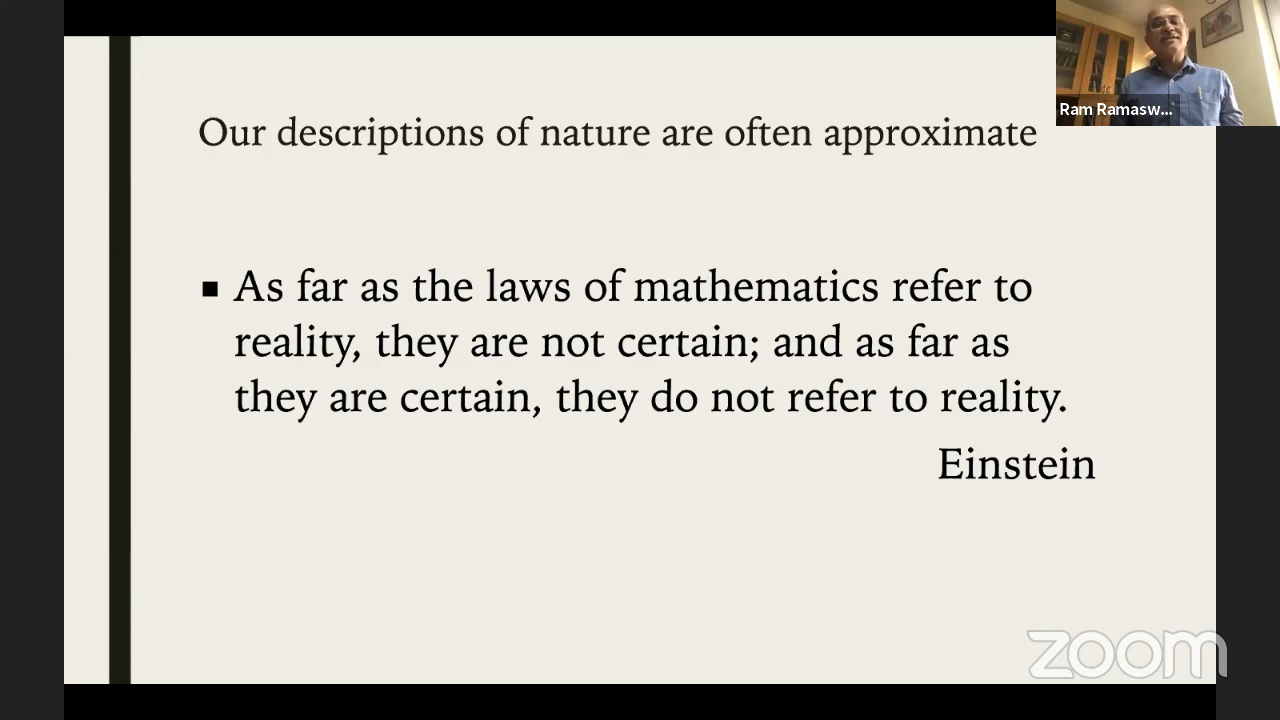 Our descriptions of nature are often approximate
Ram Ramasw...
■ As far as the laws of mathematics refer to
reality, they are not certain; and as far as
they are certain, they do not refer to reality.
Einstein
zoom